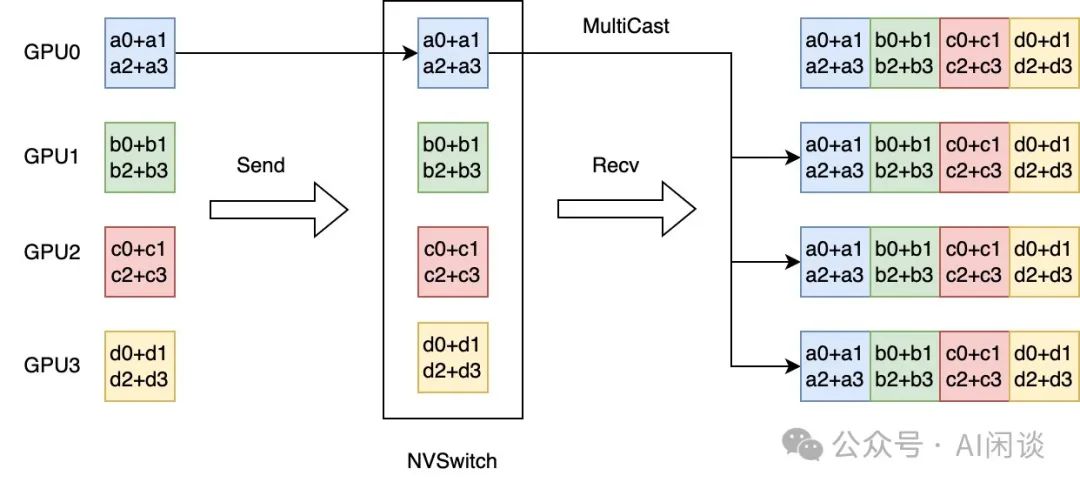 MultiCast
GPU0
a0+a1
a2+a3
a0+a1
a2+a3
a0+a1 b0+b1 c0+c1 d0+d1
a2+a3 b2+b3 c2+c3 d2+d3
GPU1
b0+b1
b2+b3
b0+b1
b2+b3
a0+a1 b0+b1 c0+c1 d0+d1
a2+a3 b2+b3 c2+c3 d2+d3
Send
Recv
GPU2
c0+c1
c2+c3
c0+c1
c2+c3
a0+a1 b0+b1 c0+c1 d0+d1
a2+a3 b2+b3 c2+c3 d2+d3
GPU3
d0+d1
d2+d3
d0+d1
d2+d3
a0+a1 b0+b1 c0+c1 d0+d1
a2+a3 b2+b3 c2+c3 d2+d3
NVSwitch
公众号 · AI闲谈